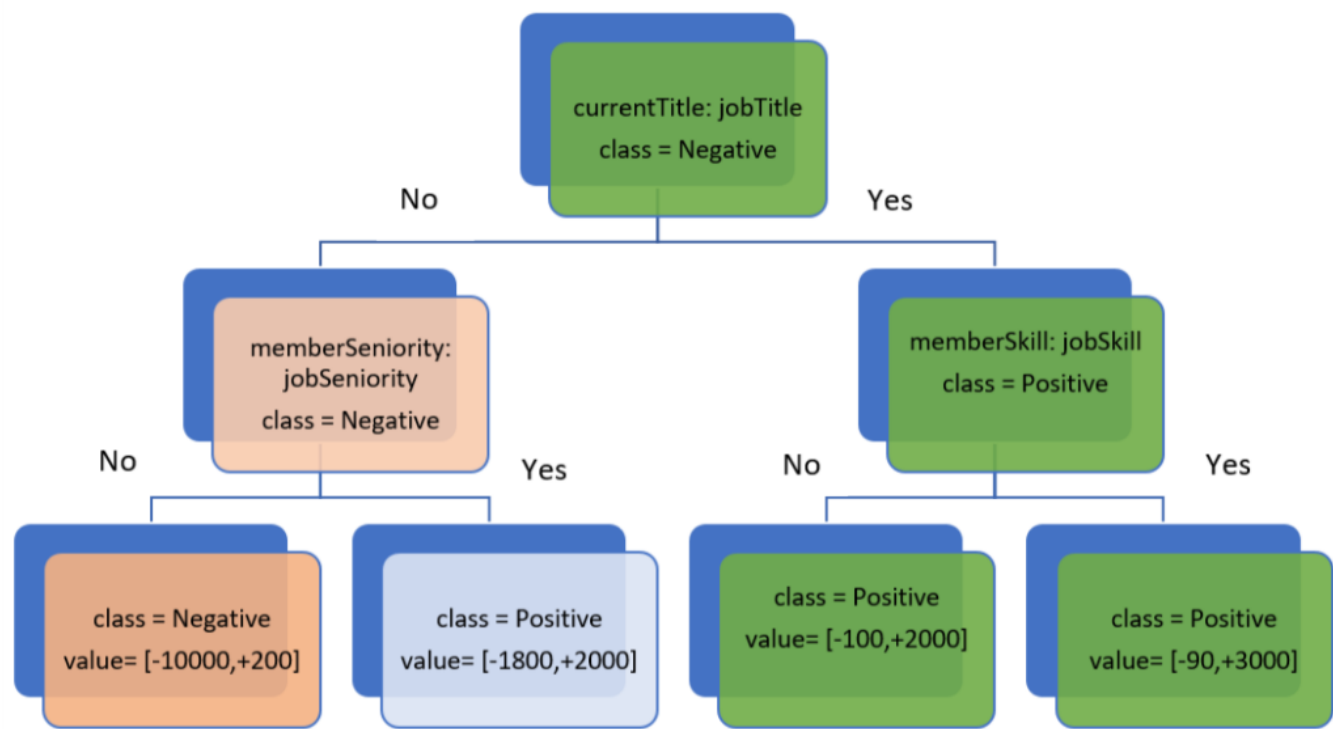 currentTitle: jobTitle
class = Negative
No
Yes
memberSeniority:
jobSeniority
class = Negative
memberSkill: jobSkill
class = Positive
No
Yes
No
Yes
class = Negative
value= [-10000,+200]
class = Positive
value= [-1800,+2000]
class = Positive
value= [-100,+2000]
class = Positive
value= [-90,+3000]